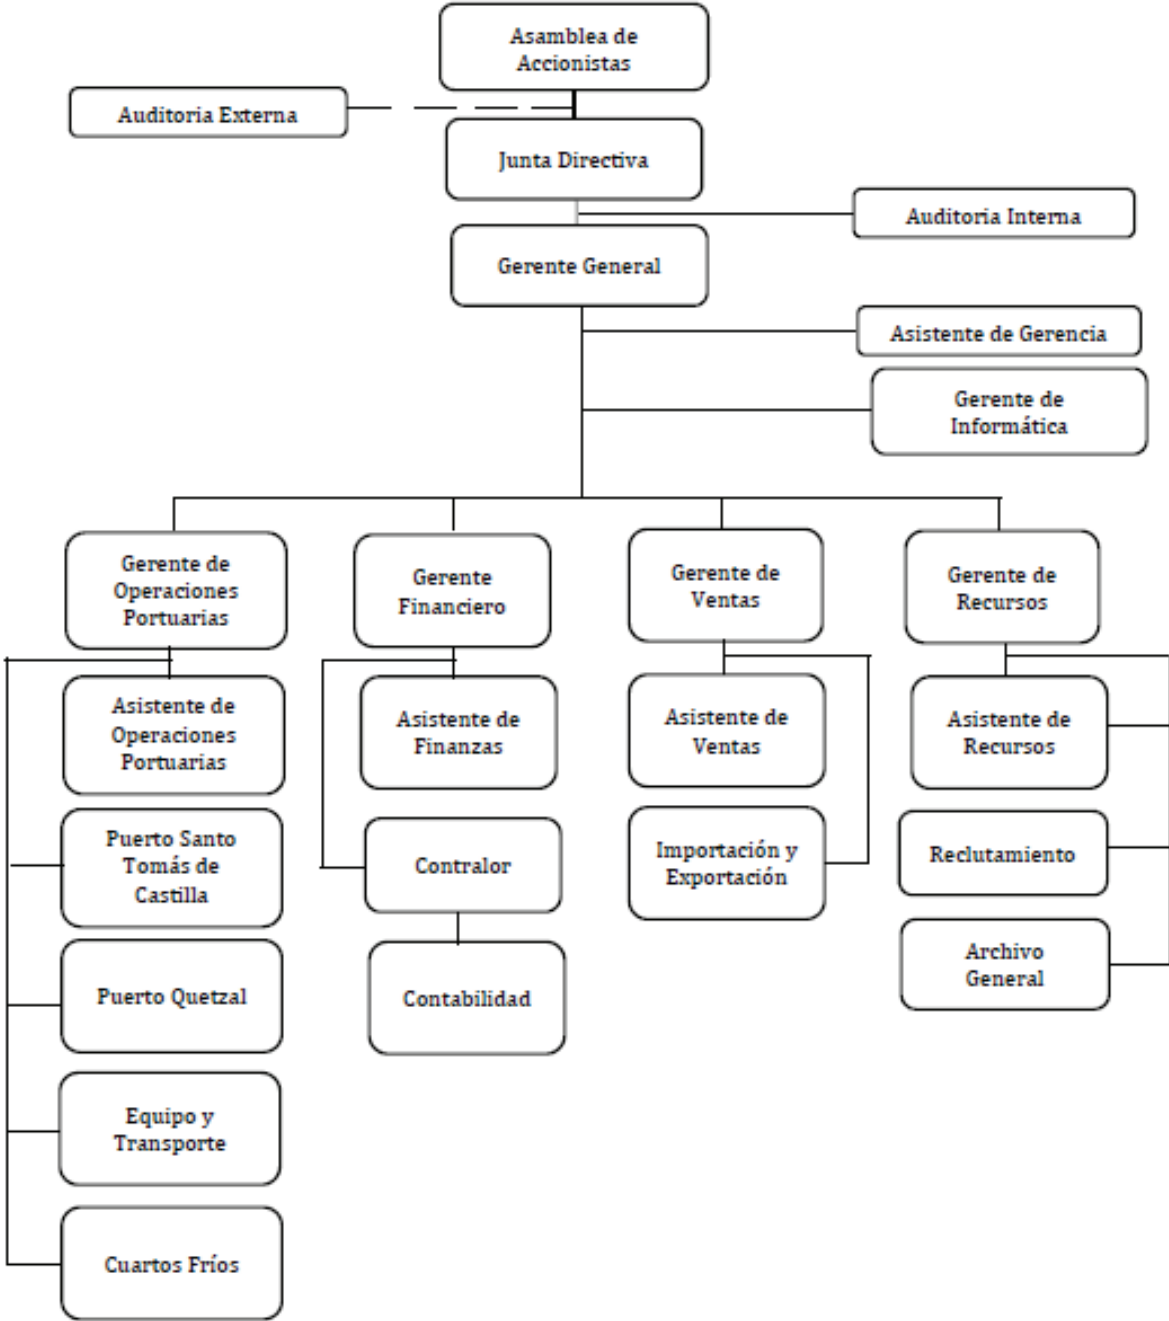 Asamblea de
Accionistas
Auditoria Externa
Junta Directiva
Auditoria Interna
Gerente General
Asistente de Gerencia
Gerente de
Informática
Gerente de
Operaciones
Portuarias
Gerente
Financiero
Gerente de
Ventas
Gerente de
Recursos
Asistente de
Operaciones
Portuarias
Asistente de
Finanzas
Asistente de
Ventas
Asistente de
Recursos
Puerto Santo
Tomás de
Castilla
Contralor
Importación y
Exportación
Reclutamiento
Puerto Quetzal
Contabilidad
Archivo
General
Equipo y
Transporte
Cuartos Fríos